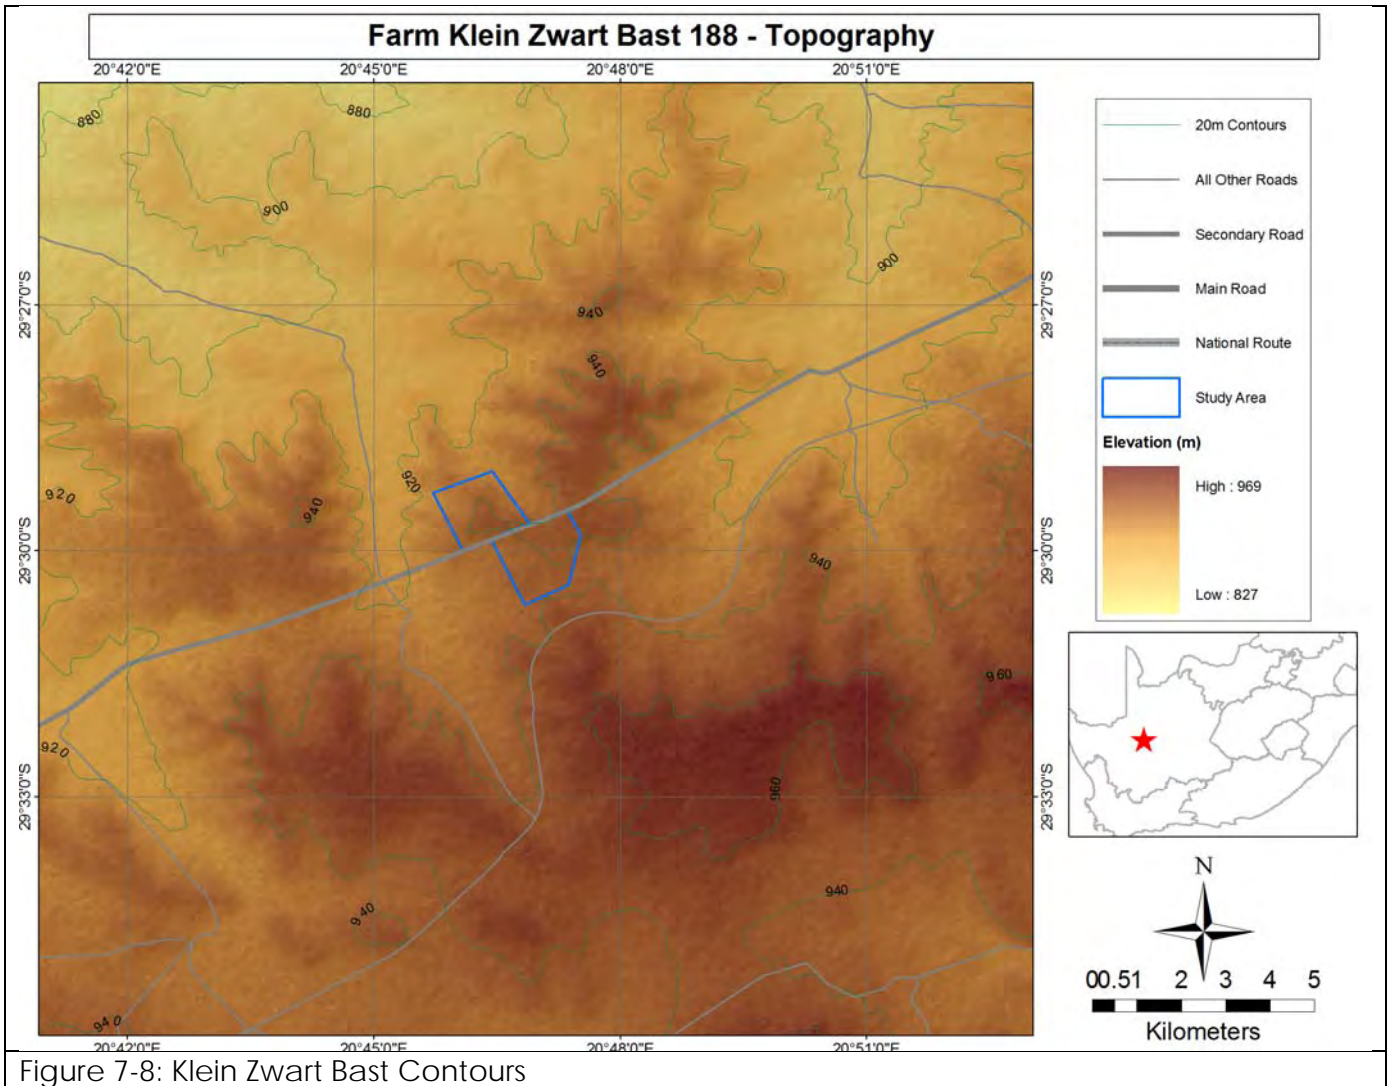 Farm Klein Zwart Bast 188 - Topography
20°42'0"E 20°45'0"E 20°48'0"E 20°51'0"E
880
880
900
900
29°27'0"S 29°27'0"S
940
940
920
920
940
29°30'0"S 29°30'0"S
940
960
920
960
29°33'0"S 29°33'0"S
940
940
940
20°42'0"E 20°45'0"E 20°48'0"E 20°51'0"E
20m Contours
All Other Roads
Secondary Road
Main Road
National Route
Study Area
Elevation (m)
High : 969
Low : 827
N
00.51 2 3 4 5
Kilometers
Figure 7-8: Klein Zwart Bast Contours